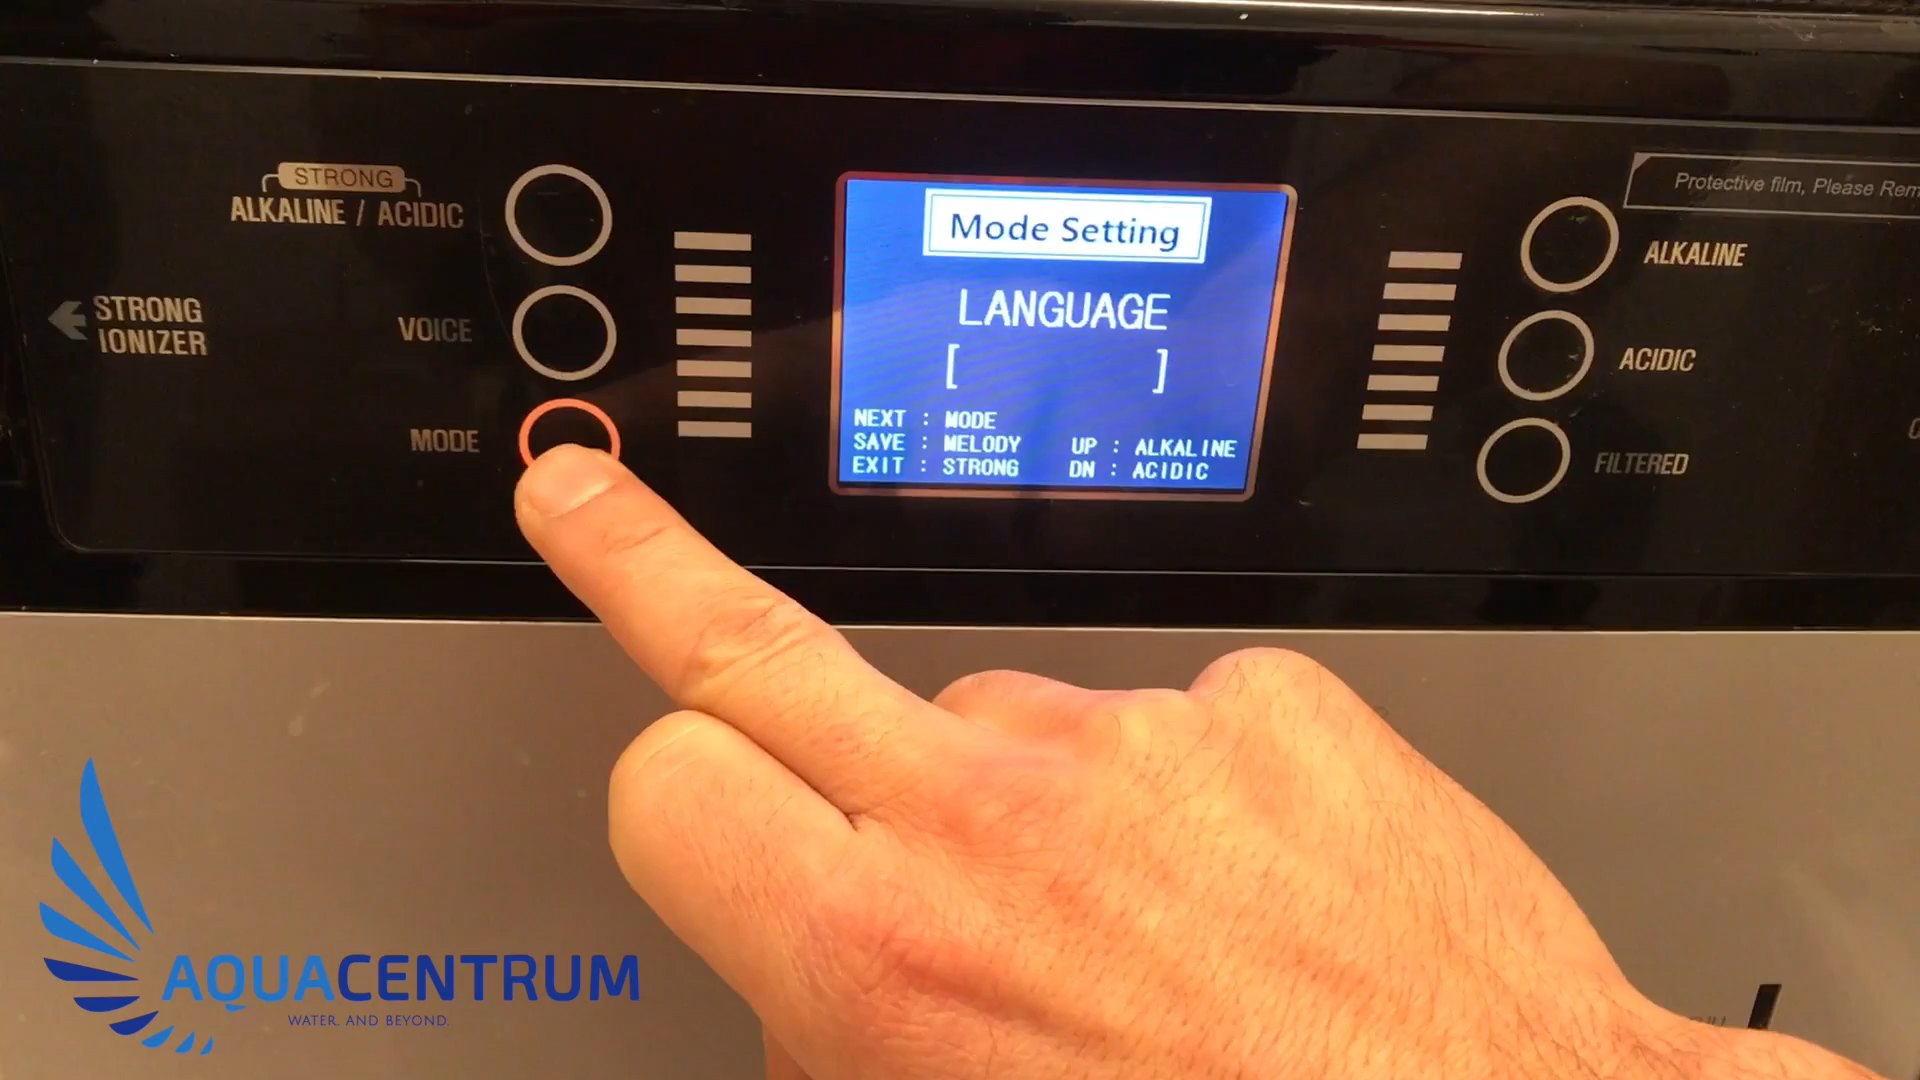 STRONG
ALKALINE / ACIDIC
STRONG
IONIZER
VOICE
MODE
Mode Setting
LANGUAGE
[ ]
NEXT : MODE
SAVE : MELODY UP : ALKALINE
EXIT : STRONG DN : ACIDIC
Protective film, Please
ALKALINE
ACIDIC
FILTERED
AQUACENTRUM
WATER. AND BEYOND.